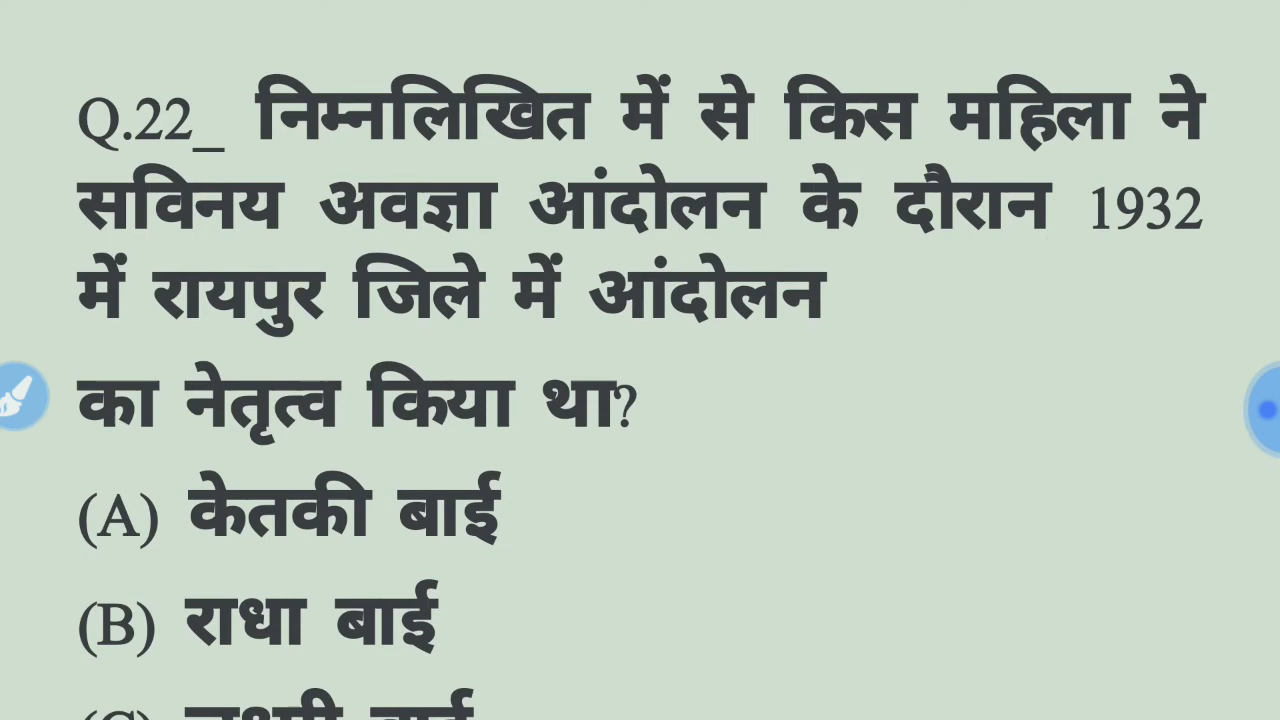 Q.22_ निम्नलिखित में से किस महिला ने
सविनय अवज्ञा आंदोलन के दौरान 1932
में रायपुर जिले में आंदोलन
का नेतृत्व किया था?
(A) केतकी बाई
(B) राधा बाई